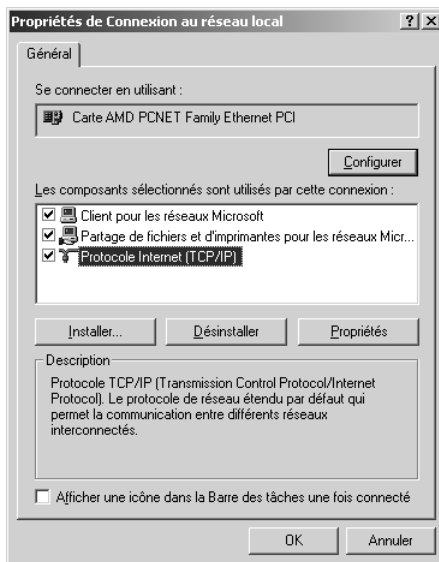 Propriétés de Connexion au réseau local
Général
Se connecter en utilisant :
Carte AMD PCNET Family Ethernet PCI
Configurer
Les composants sélectionnés sont utilisés par cette connexion :
Client pour les réseaux Microsoft
Partage de fichiers et d'imprimantes pour les réseaux Micr...
Protocole Internet (TCP/IP)
Installer...
Désinstaller
Propriétés
Description
Protocole TCP/IP (Transmission Control Protocol/Internet
Protocol). Le protocole de réseau étendu par défaut qui
permet la communication entre différents réseaux
interconnectés.
Afficher une icône dans la Barre des tâches une fois connecté
OK
Annuler